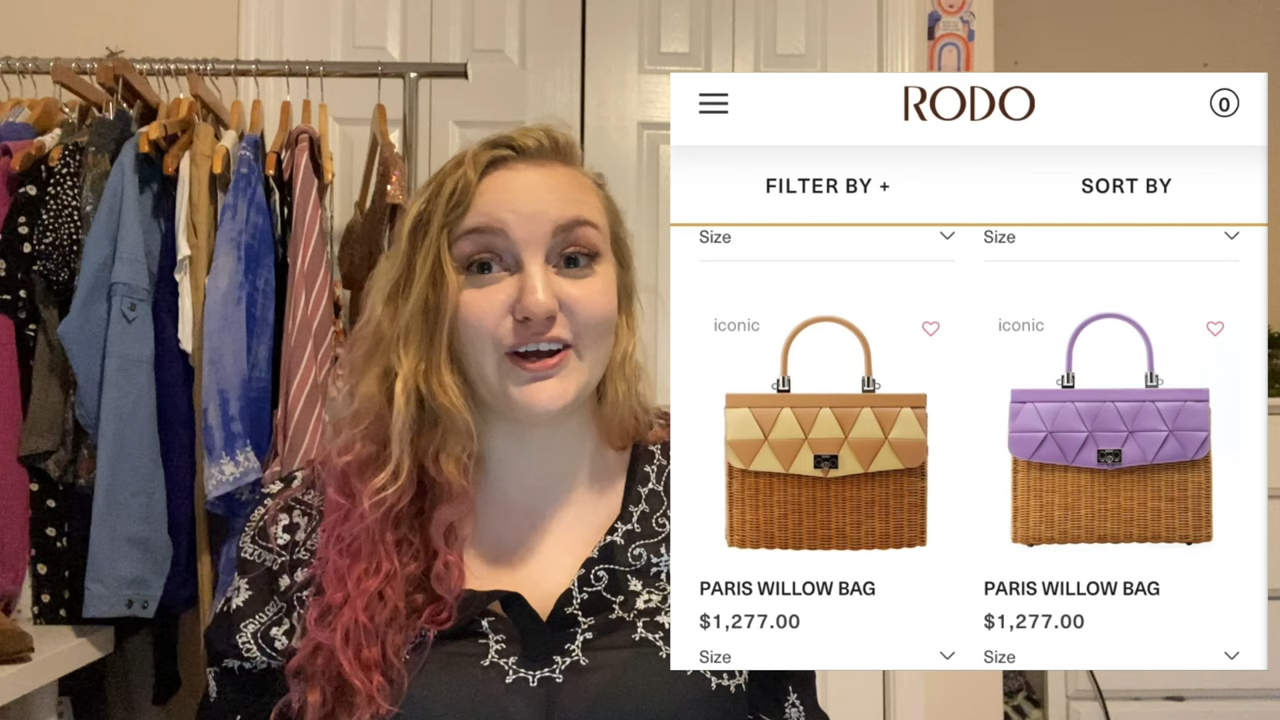 RODO
0
FILTER BY +
SORT BY
Size
Size
iconic
iconic
PARIS WILLOW BAG
PARIS WILLOW BAG
$1,277.00
$1,277.00
Size
Size